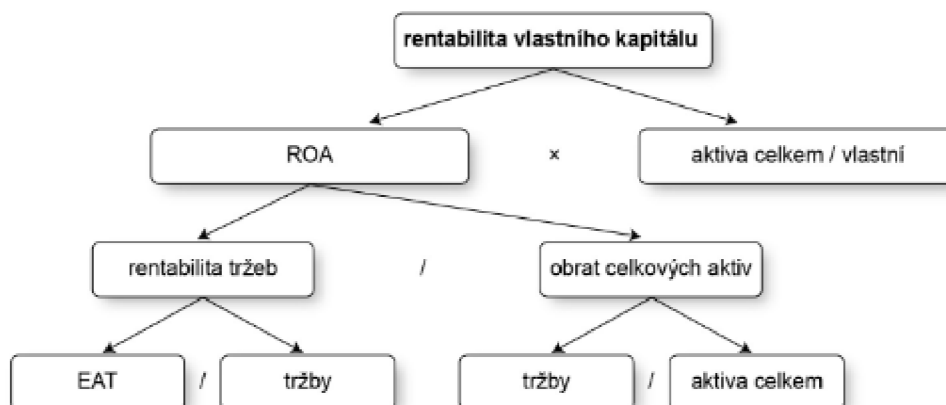 rentabilita vlastního kapitálu
ROA × aktiva celkem / vlastní
rentabilita tržeb / obrat celkových aktiv
EAT / tržby tržby / aktiva celkem